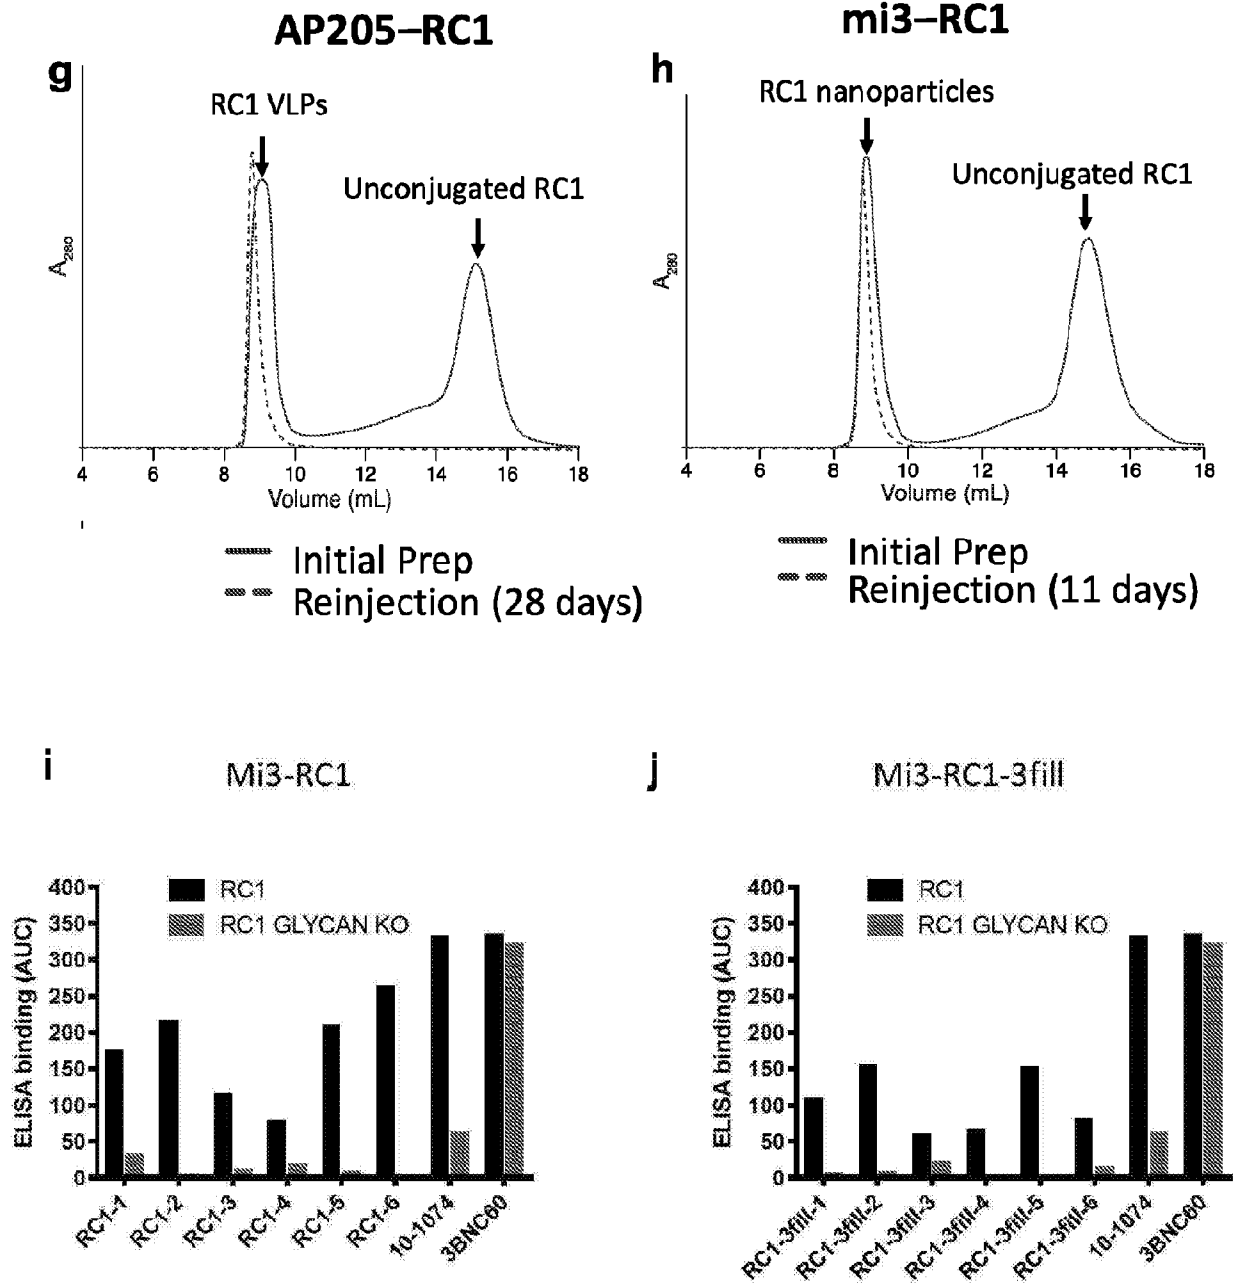 AP205–RC1
mi3–RC1
g
h
RC1 VLPs
RC1 nanoparticles
Unconjugated RC1
Unconjugated RC1
A280
A280
4 6 8 10 12 14 16 18
4 6 8 10 12 14 16 18
Volume (mL)
Volume (mL)
Initial Prep
Reinjection (28 days)
Initial Prep
Reinjection (11 days)
i
Mi3-RC1
RC1
RC1 GLYCAN KO
ELISA binding (AUC)
400
350
300
250
200
150
100
50
0
RC1-1
RC1-2
RC1-3
RC1-4
RC1-5
RC1-6
10-1074
3BNC60
j
Mi3-RC1-3fill
RC1
RC1 GLYCAN KO
ELISA binding (AUC)
400
350
300
250
200
150
100
50
0
RC1-3fill-1
RC1-3fill-2
RC1-3fill-3
RC1-3fill-4
RC1-3fill-5
RC1-3fill-6
10-1074
3BNC60